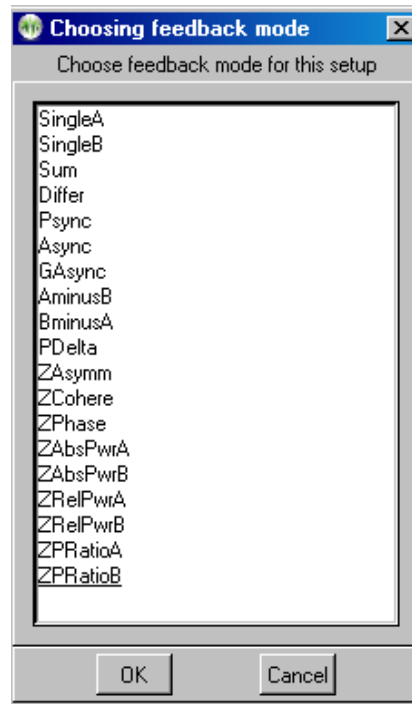 Choosing feedback mode
Choose feedback mode for this setup
SingleA
SingleB
Sum
Differ
Psync
Async
GAsync
AminusB
BminusA
PDelta
ZAsymm
ZCohere
ZPhase
ZAbsPwrA
ZAbsPwrB
ZRelPwrA
ZRelPwrB
ZPRatioA
ZPRatioB
OK Cancel